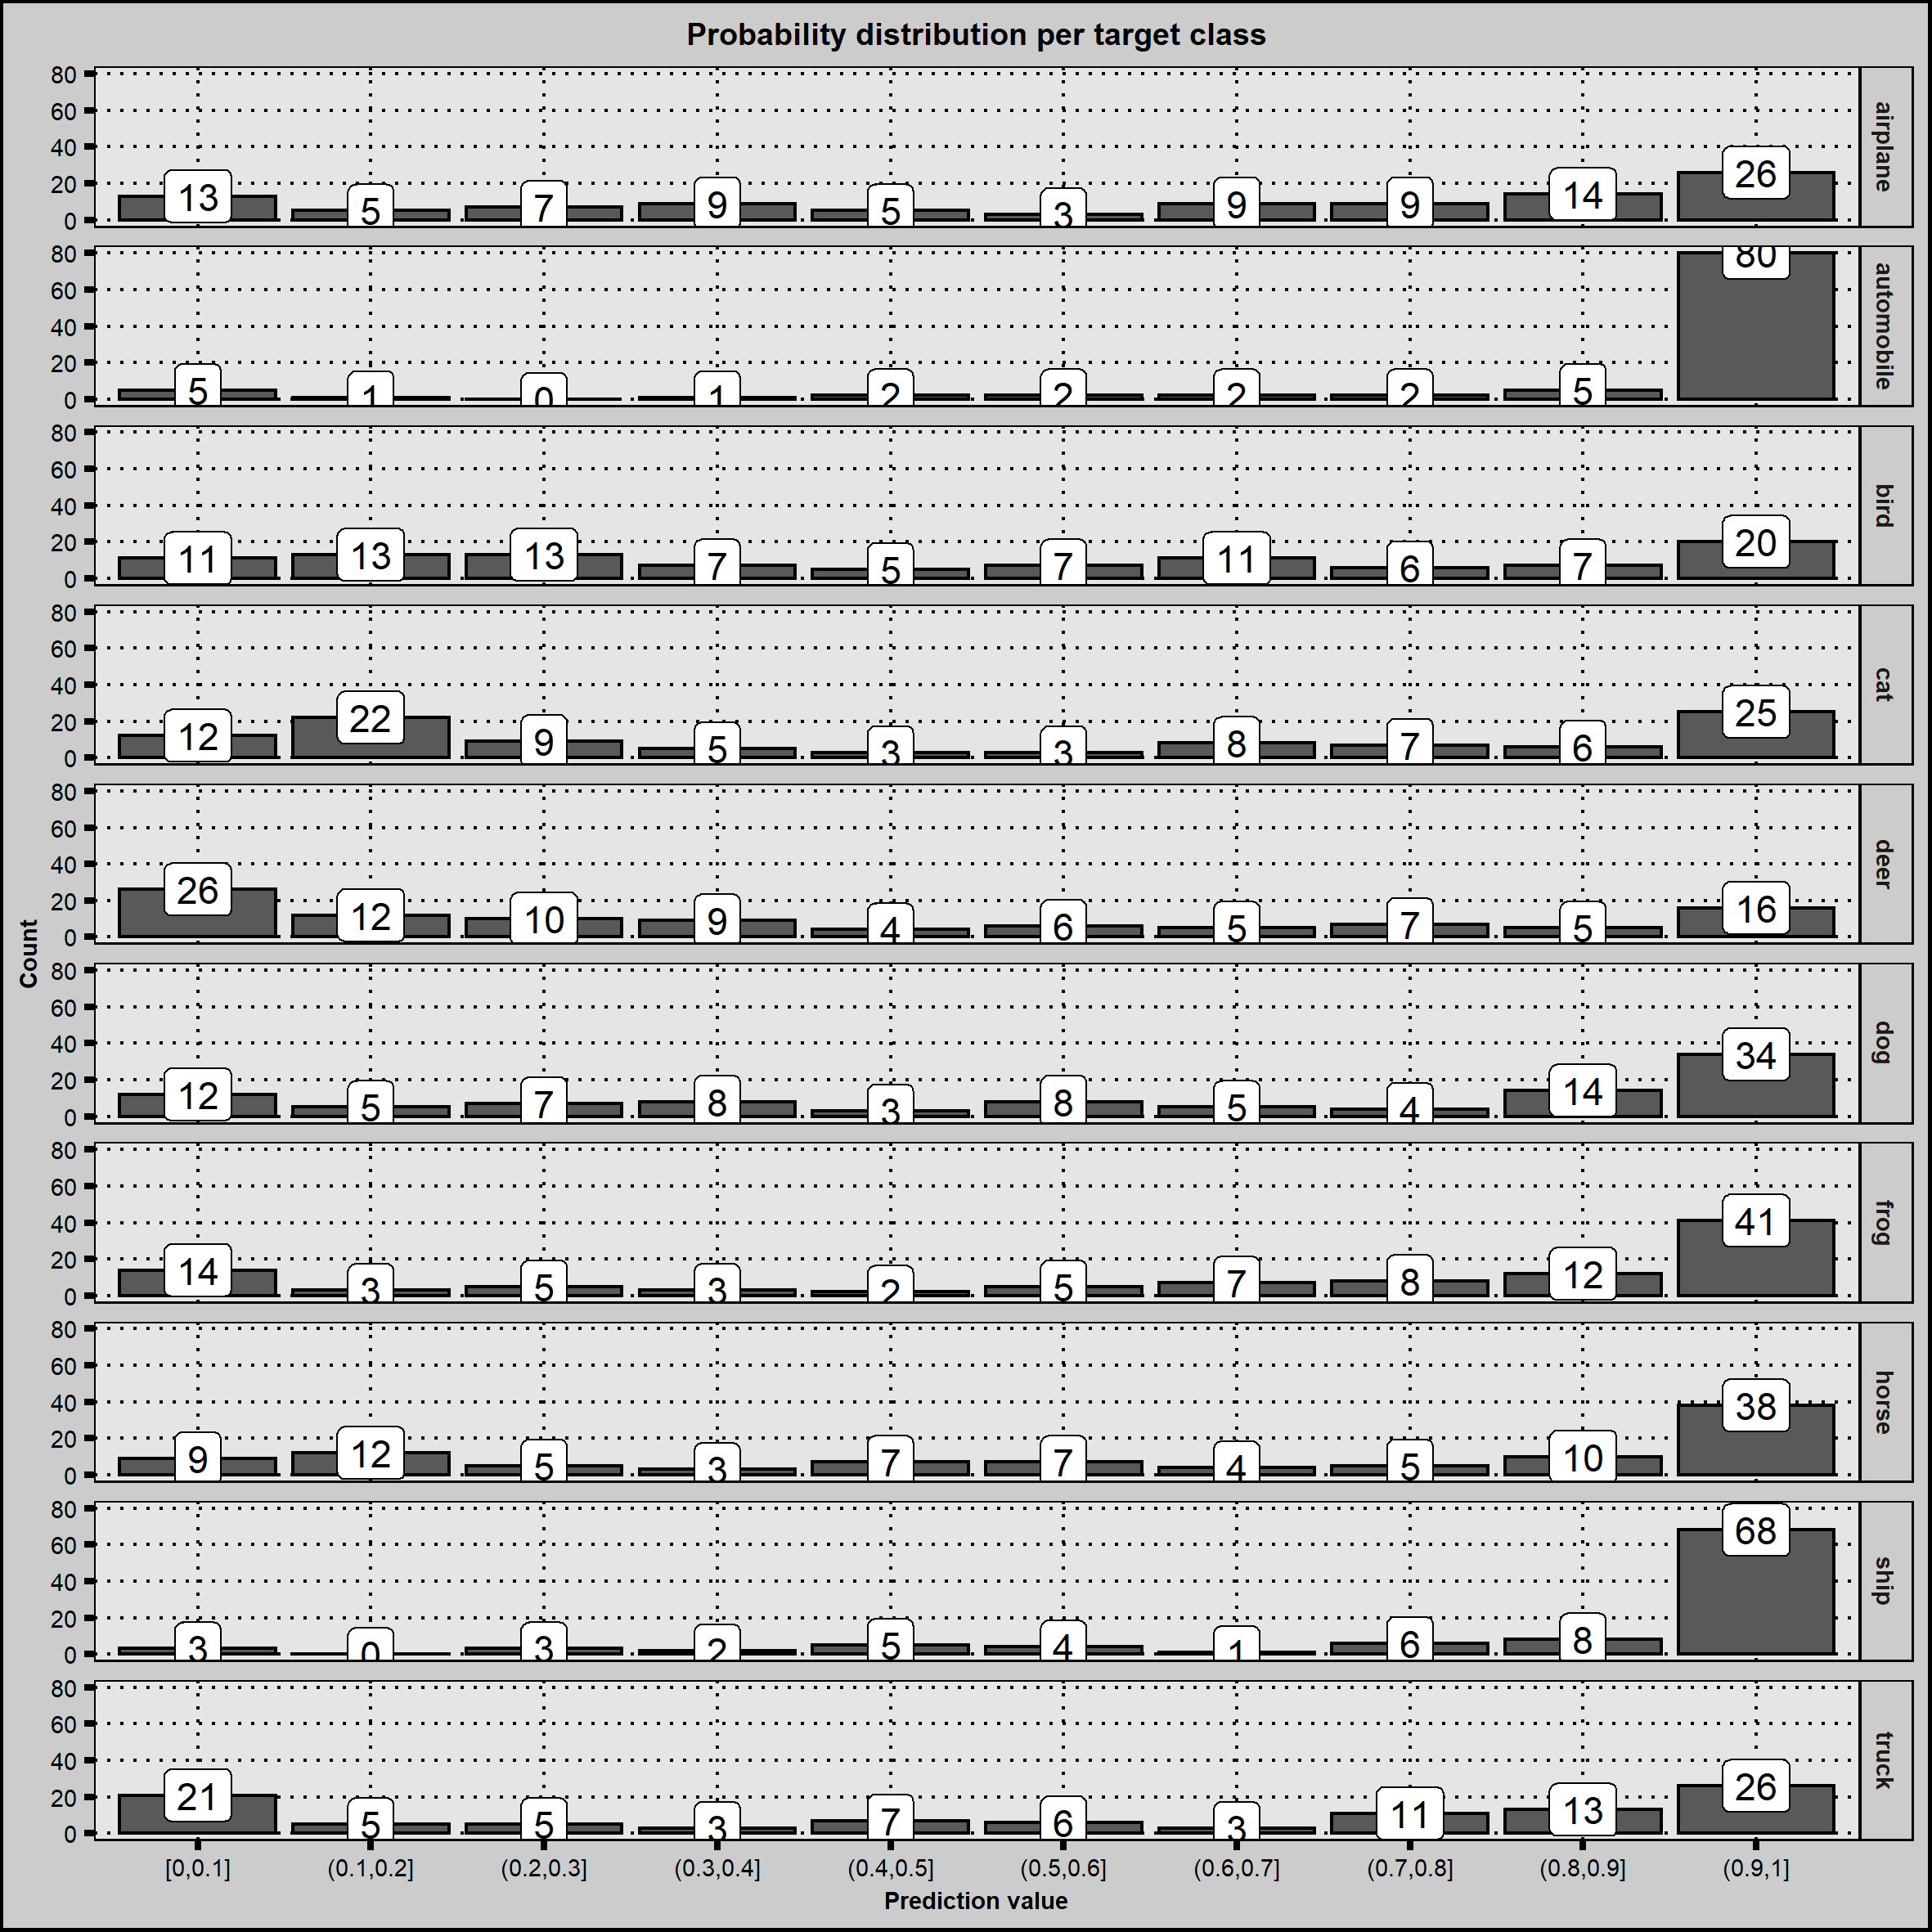 Probability distribution per target class
80
60
40
20
0
13 5 7 9 5 3 9 9 14 26
airplane
80
60
40
20
0
5 1 0 1 2 2 2 2 5 80
automobile
80
60
40
20
0
11 13 13 7 5 7 11 6 7 20
bird
80
60
40
20
0
12 22 9 5 3 3 8 7 6 25
cat
80
60
40
20
0
26 12 10 9 4 6 5 7 5 16
deer
Count
80
60
40
20
0
12 5 7 8 3 8 5 4 14 34
dog
80
60
40
20
0
14 3 5 3 2 5 7 8 12 41
frog
80
60
40
20
0
9 12 5 3 7 7 4 5 10 38
horse
80
60
40
20
0
3 0 3 2 5 4 1 6 8 68
ship
80
60
40
20
0
21 5 5 3 7 6 3 11 13 26
truck
[0,0.1] (0.1,0.2] (0.2,0.3] (0.3,0.4] (0.4,0.5] (0.5,0.6] (0.6,0.7] (0.7,0.8] (0.8,0.9] (0.9,1]
Prediction value